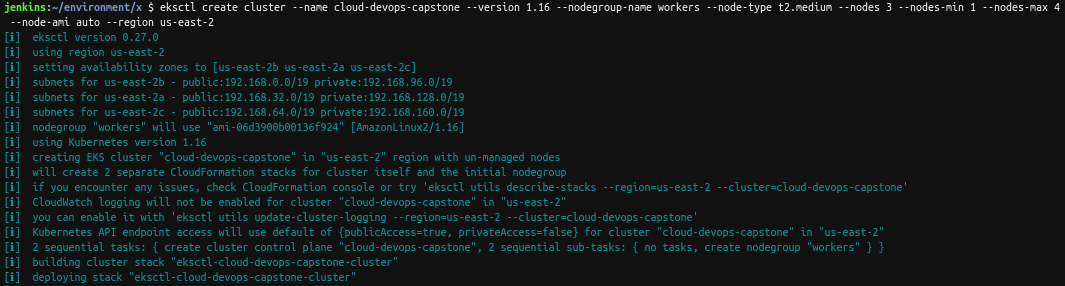 jenkins:~/environment/x $ eksctl create cluster --name cloud-devops-capstone --version 1.16 --nodegroup-name workers --node-type t2.medium --nodes 3 --nodes-min 1 --nodes-max 4
--node-ami auto --region us-east-2
[ℹ]  eksctl version 0.27.0
[ℹ]  using region us-east-2
[ℹ]  setting availability zones to [us-east-2b us-east-2a us-east-2c]
[ℹ]  subnets for us-east-2b - public:192.168.0.0/19 private:192.168.96.0/19
[ℹ]  subnets for us-east-2a - public:192.168.32.0/19 private:192.168.128.0/19
[ℹ]  subnets for us-east-2c - public:192.168.64.0/19 private:192.168.160.0/19
[ℹ]  nodegroup "workers" will use "ami-06d3900b00136f924" [AmazonLinux2/1.16]
[ℹ]  using Kubernetes version 1.16
[ℹ]  creating EKS cluster "cloud-devops-capstone" in "us-east-2" region with un-managed nodes
[ℹ]  will create 2 separate CloudFormation stacks for cluster itself and the initial nodegroup
[ℹ]  if you encounter any issues, check CloudFormation console or try 'eksctl utils describe-stacks --region=us-east-2 --cluster=cloud-devops-capstone'
[ℹ]  CloudWatch logging will not be enabled for cluster "cloud-devops-capstone" in "us-east-2"
[ℹ]  you can enable it with 'eksctl utils update-cluster-logging --region=us-east-2 --cluster=cloud-devops-capstone'
[ℹ]  Kubernetes API endpoint access will use default of {publicAccess=true, privateAccess=false} for cluster "cloud-devops-capstone" in "us-east-2"
[ℹ]  2 sequential tasks: { create cluster control plane "cloud-devops-capstone", 2 sequential sub-tasks: { no tasks, create nodegroup "workers" } }
[ℹ]  building cluster stack "eksctl-cloud-devops-capstone-cluster"
[ℹ]  deploying stack "eksctl-cloud-devops-capstone-cluster"